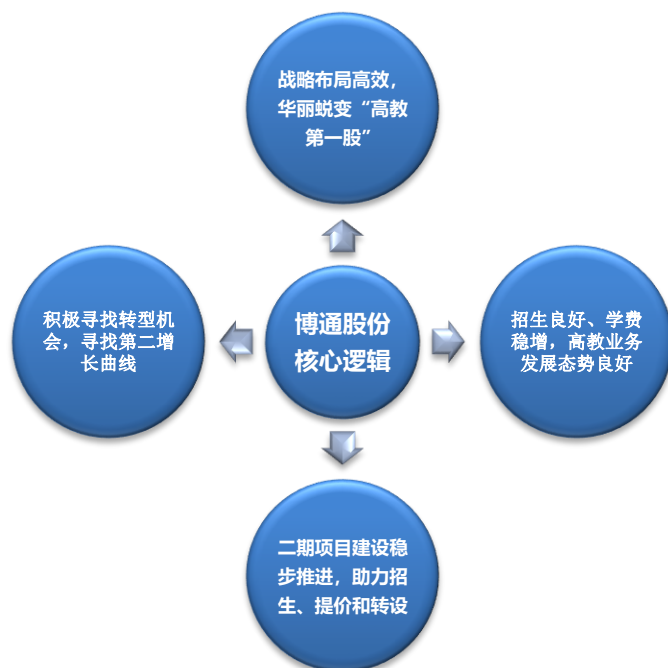 战略布局高效，
华丽蜕变“高教
第一股”
积极寻找转型机
会，寻找第二增
长曲线
博通股份
核心逻辑
招生良好、学费
稳增，高教业务
发展态势良好
二期项目建设稳
步推进，助力招
生、提价和转设